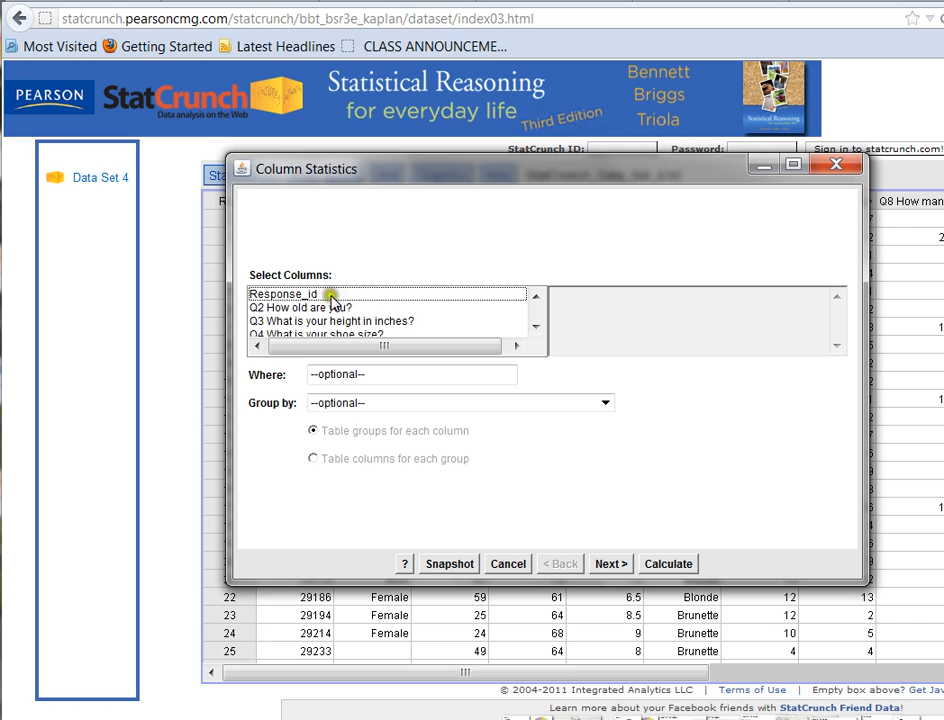 statcrunch.pearsoncmg.com/statcrunch/bbt_bsr3e_kaplan/dataset/index03.html
Most Visited Getting Started Latest Headlines CLASS ANNOUNCEME...
PEARSON StatCrunch Data analysis on the Web
Statistical Reasoning
for everyday life Third Edition
Bennett
Briggs
Triola
StatCrunch ID: Password: Sign in to statcrunch.com!
Data Set 4
Column Statistics
Q8 How man
Select Columns:
Response_id
Q2 How old are you?
Q3 What is your height in inches?
Q4 What is your shoe size?
Where: --optional--
Group by: --optional--
Table groups for each column
Table columns for each group
? Snapshot Cancel < Back Next > Calculate
22 29186 Female 59 61 6.5 Blonde 12 13
23 29194 Female 25 64 8.5 Brunette 12 2
24 29214 Female 24 68 9 Brunette 10 5
25 29233 49 64 8 Brunette 4 4
© 2004-2011 Integrated Analytics LLC | Terms of Use | Empty box above? Get Jav
Learn more about your Facebook friends with StatCrunch Friend Data!